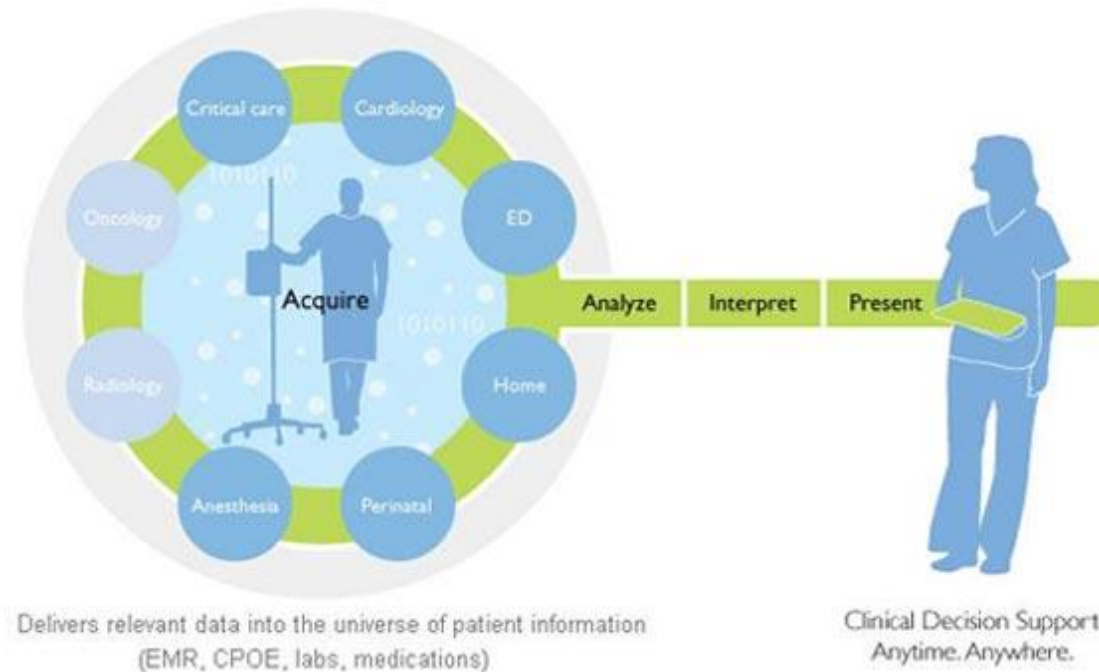 Critical care
Cardiology
Oncology
1010110
ED
Acquire
Analyze
Interpret
Present
1010110
Radiology
Home
Anesthesia
Perinatal
Delivers relevant data into the universe of patient information
(EMR, CPOE, labs, medications)
Clinical Decision Support
Anytime. Anywhere.